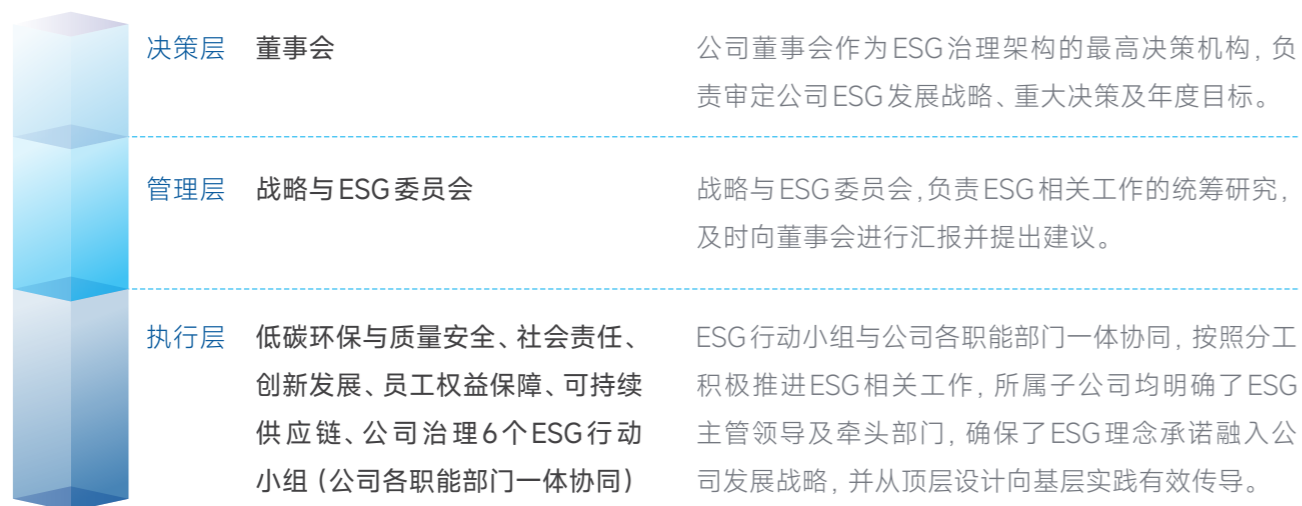 决策层
董事会
公司董事会作为ESG治理架构的最高决策机构，负
责审定公司ESG发展战略、重大决策及年度目标。
管理层
战略与ESG委员会
战略与ESG委员会,负责ESG相关工作的统筹研究，
及时向董事会进行汇报并提出建议。
执行层
低碳环保与质量安全、社会责任、
创新发展、员工权益保障、可持续
供应链、公司治理6个ESG行动
小组（公司各职能部门一体协同）
ESG行动小组与公司各职能部门一体协同，按照分工
积极推进ESG相关工作，所属子公司均明确了ESG
主管领导及牵头部门，确保了ESG理念承诺融入公
司发展战略，并从顶层设计向基层实践有效传导。